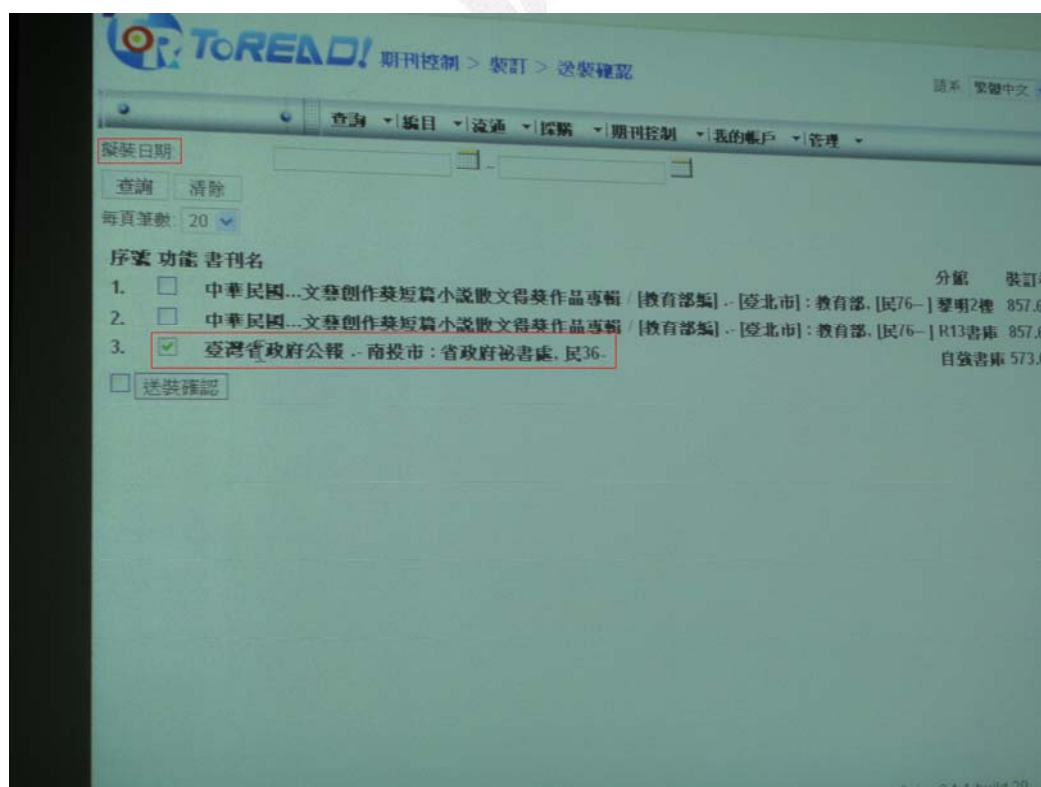 TOREAD! 期刊控制 > 裝訂 > 送裝確認
語系 繁體中文
查詢 編目 流通 採購 期刊控制 我的帳戶 管理
擬裝日期:
~
查詢 清除
每頁筆數: 20
序號 功能 書刊名 分館 裝訂
1. 中華民國...文藝創作獎短篇小說散文得獎作品專輯 / [教育部編] .- [臺北市] : 教育部, [民76- ] 黎明2樓 857.6
2. 中華民國...文藝創作獎短篇小說散文得獎作品專輯 / [教育部編] .- [臺北市] : 教育部, [民76- ] R13書庫 857.6
3. 臺灣省政府公報 .- 南投市 : 省政府祕書處, 民36- 自強書庫 573.
送裝確認